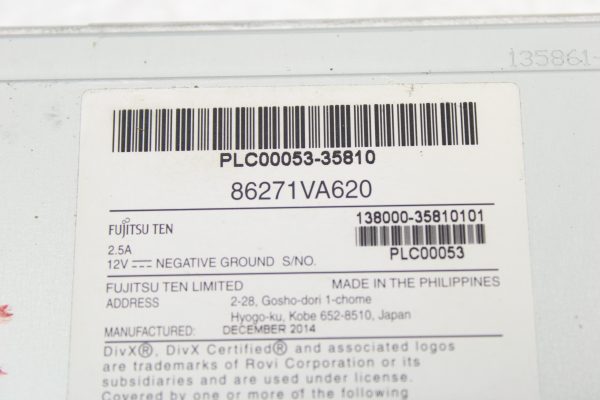 135861-
PLC00053-35810
86271VA620
FUJITSU TEN
138000-35810101
2.5A
12V ⎓ NEGATIVE GROUND S/NO.
PLC00053
FUJITSU TEN LIMITED MADE IN THE PHILIPPINES
ADDRESS 2-28, Gosho-dori 1-chome
Hyogo-ku, Kobe 652-8510, Japan
MANUFACTURED: DECEMBER 2014
DivX®, DivX Certified® and associated logos
are trademarks of Rovi Corporation or its
subsidiaries and are used under license.
Covered by one or more of the following